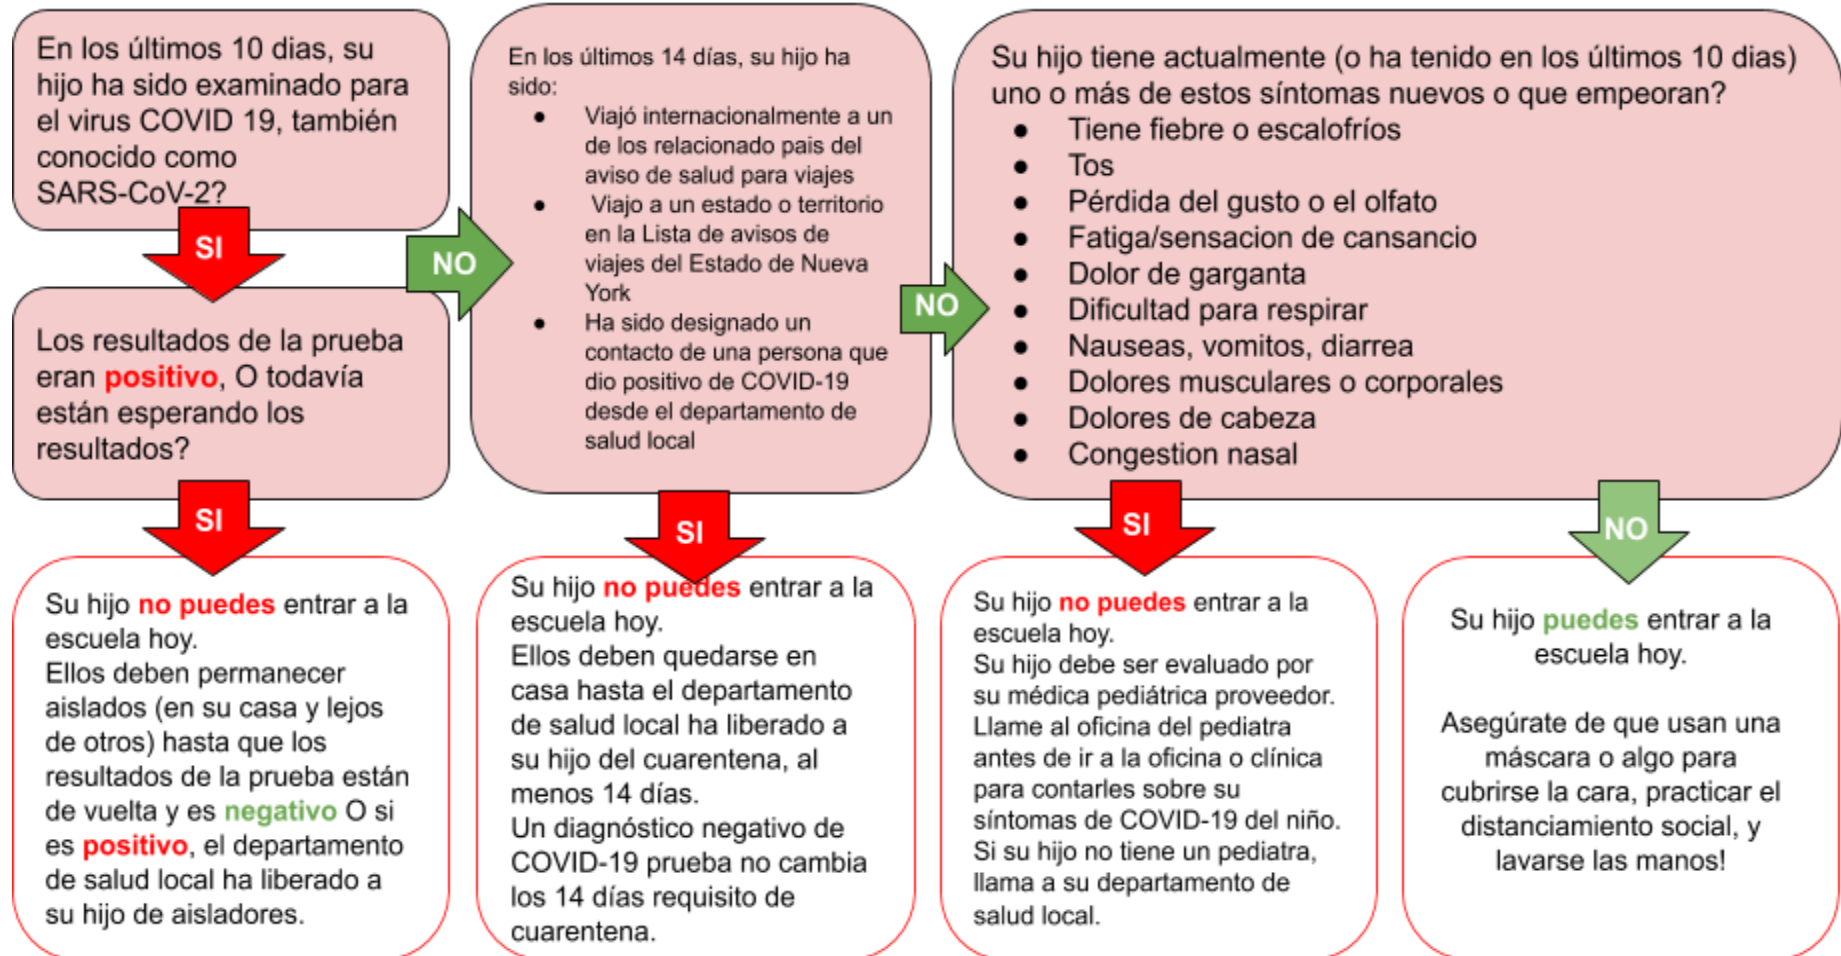 En los últimos 10 dias, su
hijo ha sido examinado para
el virus COVID 19, también
conocido como
SARS-CoV-2?
SI
NO
Los resultados de la prueba
eran positivo, O todavía
están esperando los
resultados?
SI
Su hijo no puedes entrar a la
escuela hoy.
Ellos deben permanecer
aislados (en su casa y lejos
de otros) hasta que los
resultados de la prueba están
de vuelta y es negativo O si
es positivo, el departamento
de salud local ha liberado a
su hijo de aisladores.
En los últimos 14 días, su hijo ha
sido:
● Viajó internacionalmente a un
de los relacionado pais del
aviso de salud para viajes
● Viajo a un estado o territorio
en la Lista de avisos de
viajes del Estado de Nueva
York
● Ha sido designado un
contacto de una persona que
dio positivo de COVID-19
desde el departamento de
salud local
NO
SI
Su hijo no puedes entrar a la
escuela hoy.
Ellos deben quedarse en
casa hasta el departamento
de salud local ha liberado a
su hijo del cuarentena, al
menos 14 días.
Un diagnóstico negativo de
COVID-19 prueba no cambia
los 14 días requisito de
cuarentena.
Su hijo tiene actualmente (o ha tenido en los últimos 10 dias)
uno o más de estos síntomas nuevos o que empeoran?
● Tiene fiebre o escalofríos
● Tos
● Pérdida del gusto o el olfato
● Fatiga/sensacion de cansancio
● Dolor de garganta
● Dificultad para respirar
● Nauseas, vomitos, diarrea
● Dolores musculares o corporales
● Dolores de cabeza
● Congestion nasal
SI
NO
Su hijo no puedes entrar a la
escuela hoy.
Su hijo debe ser evaluado por
su médica pediátrica proveedor.
Llame al oficina del pediatra
antes de ir a la oficina o clínica
para contarles sobre su
síntomas de COVID-19 del niño.
Si su hijo no tiene un pediatra,
llama a su departamento de
salud local.
Su hijo puedes entrar a la
escuela hoy.
Asegúrate de que usan una
máscara o algo para
cubrirse la cara, practicar el
distanciamiento social, y
lavarse las manos!